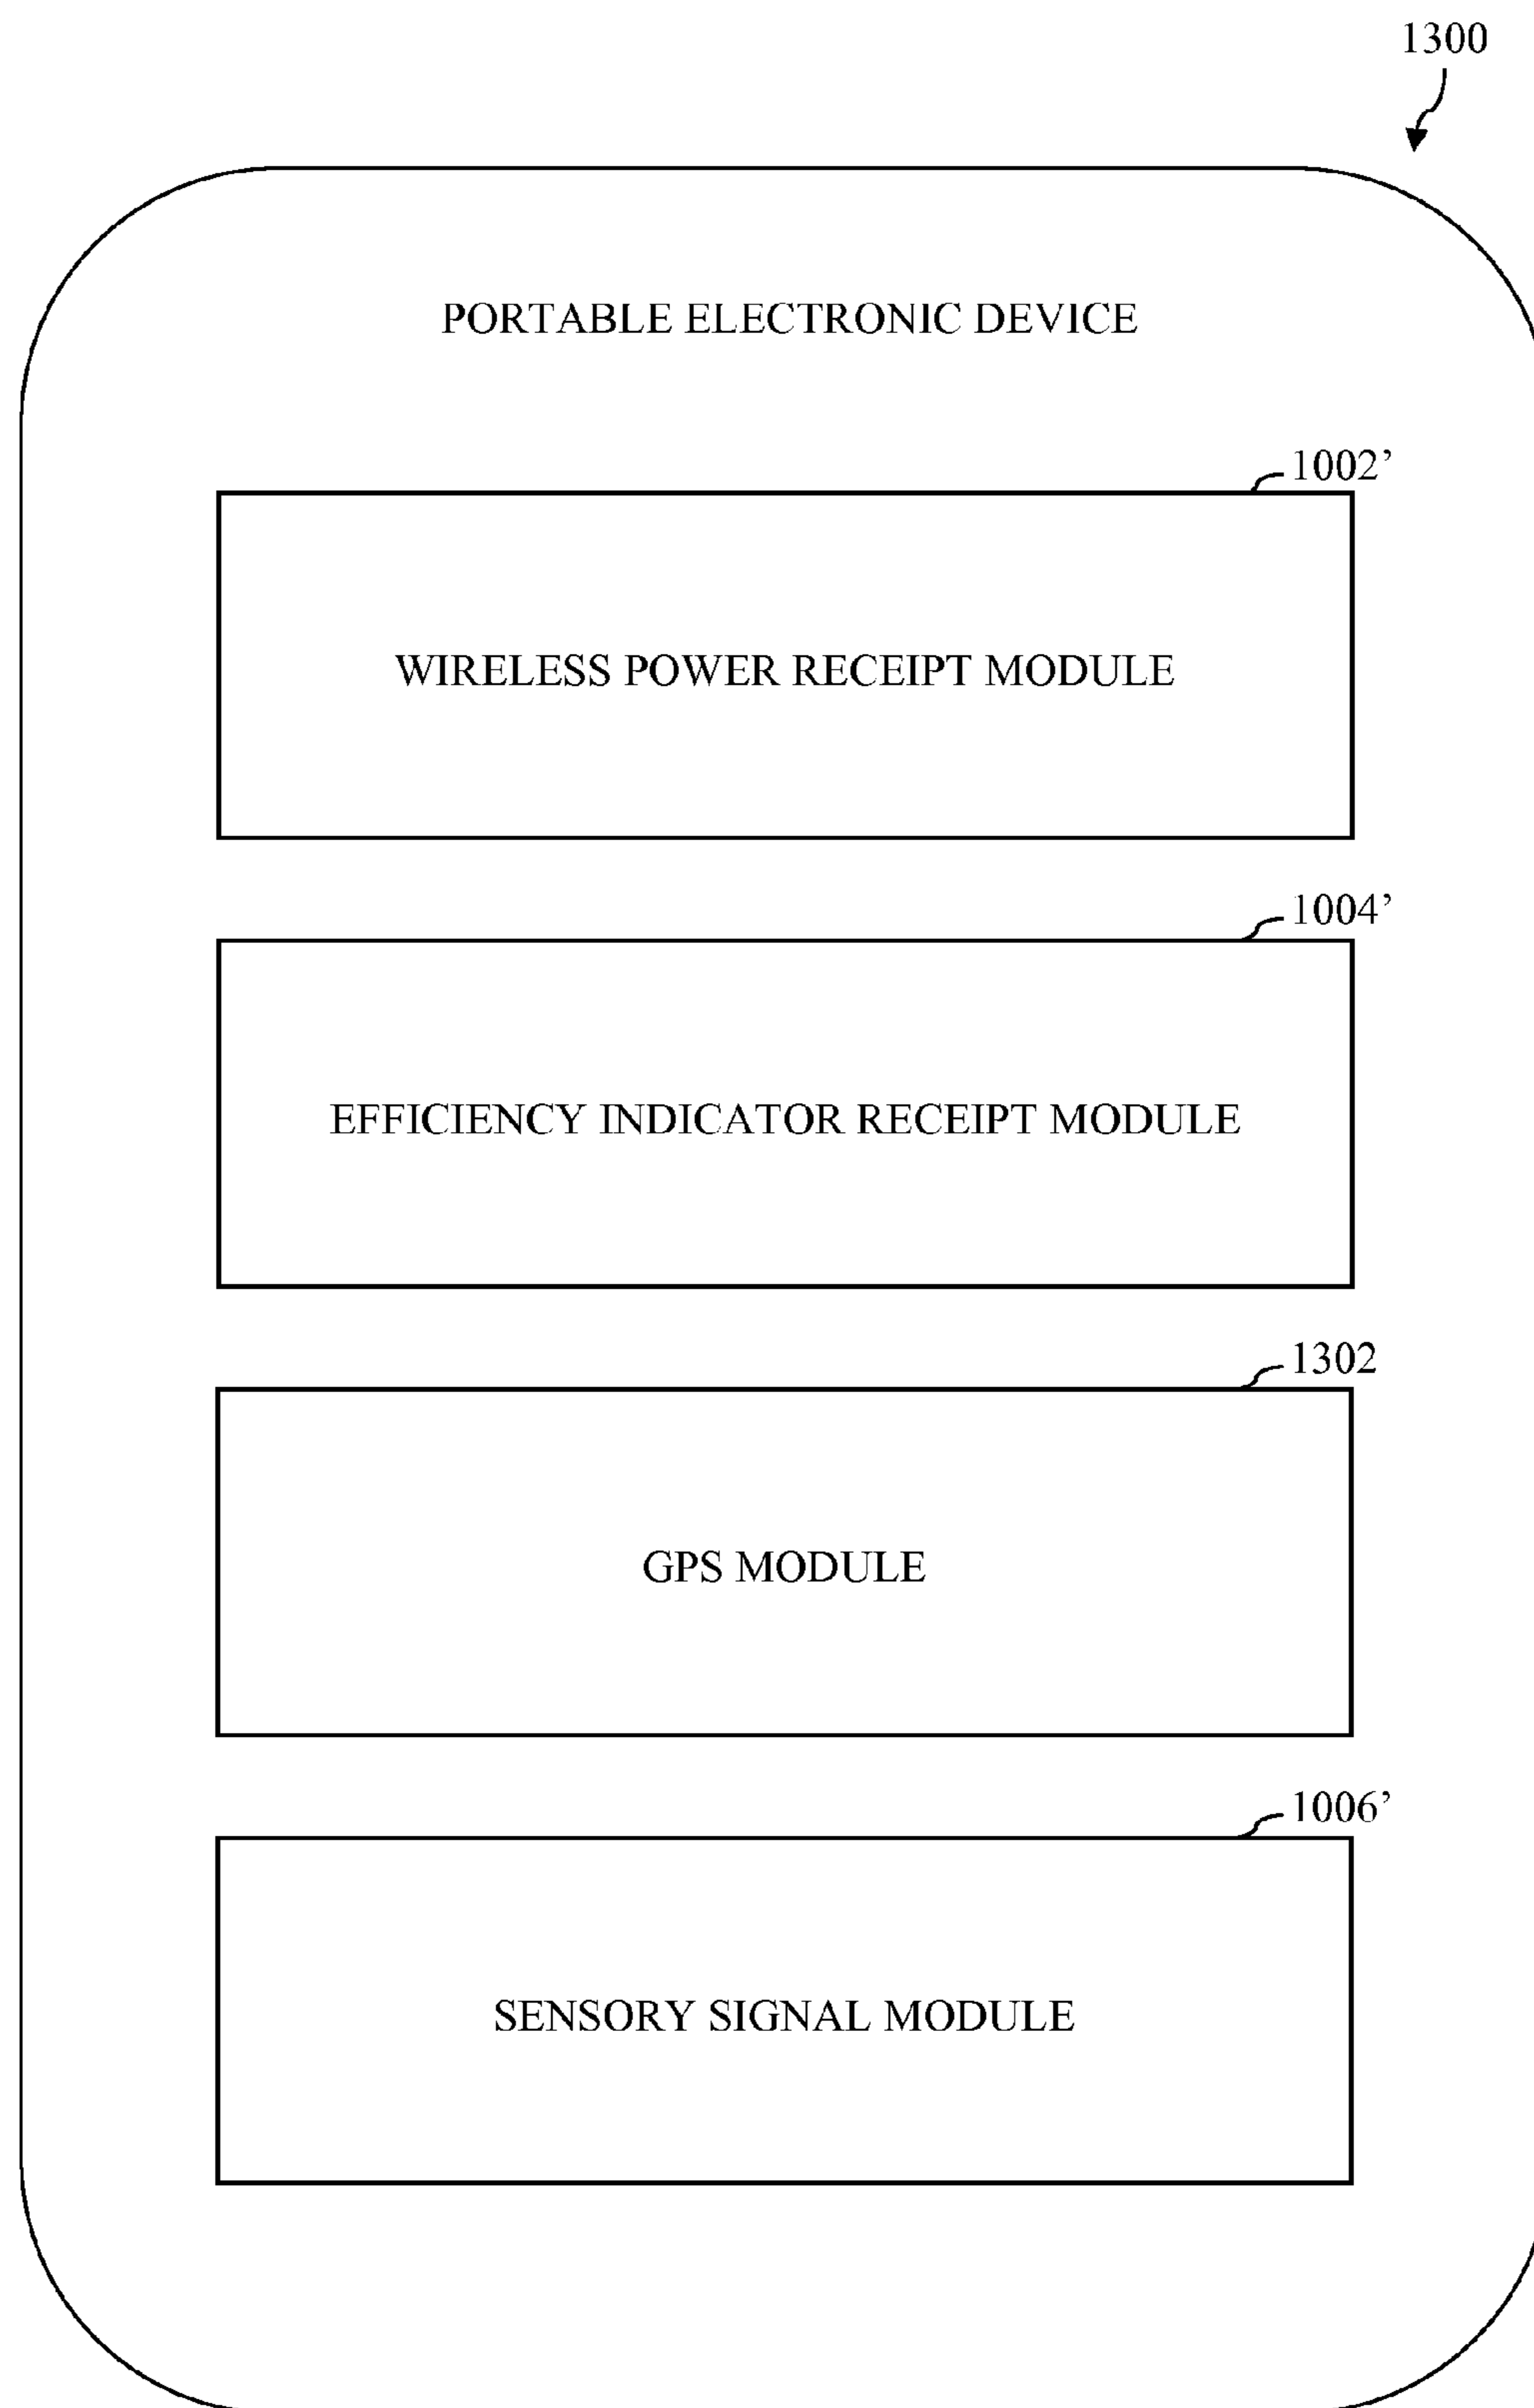 1300
PORTABLE ELECTRONIC DEVICE
1002’
WIRELESS POWER RECEIPT MODULE
1004’
EFFICIENCY INDICATOR RECEIPT MODULE
1302
GPS MODULE
1006’
SENSORY SIGNAL MODULE